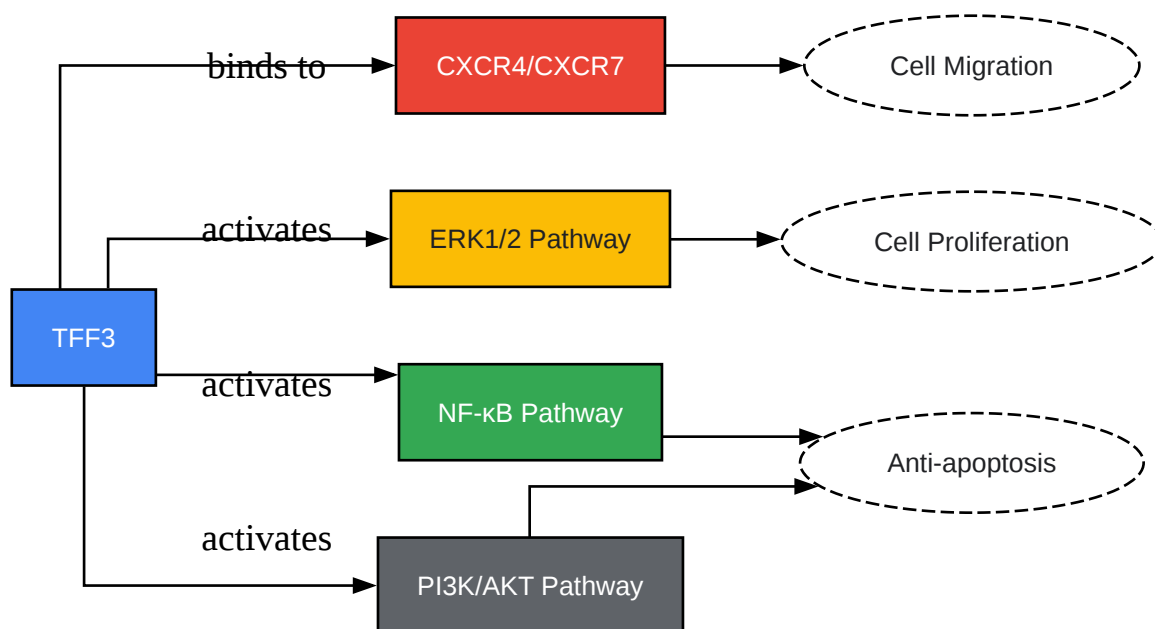 binds to
CXCR4/CXCR7
Cell Migration
activates
ERK1/2 Pathway
Cell Proliferation
TFF3
activates
NF-κB Pathway
Anti-apoptosis
activates
PI3K/AKT Pathway